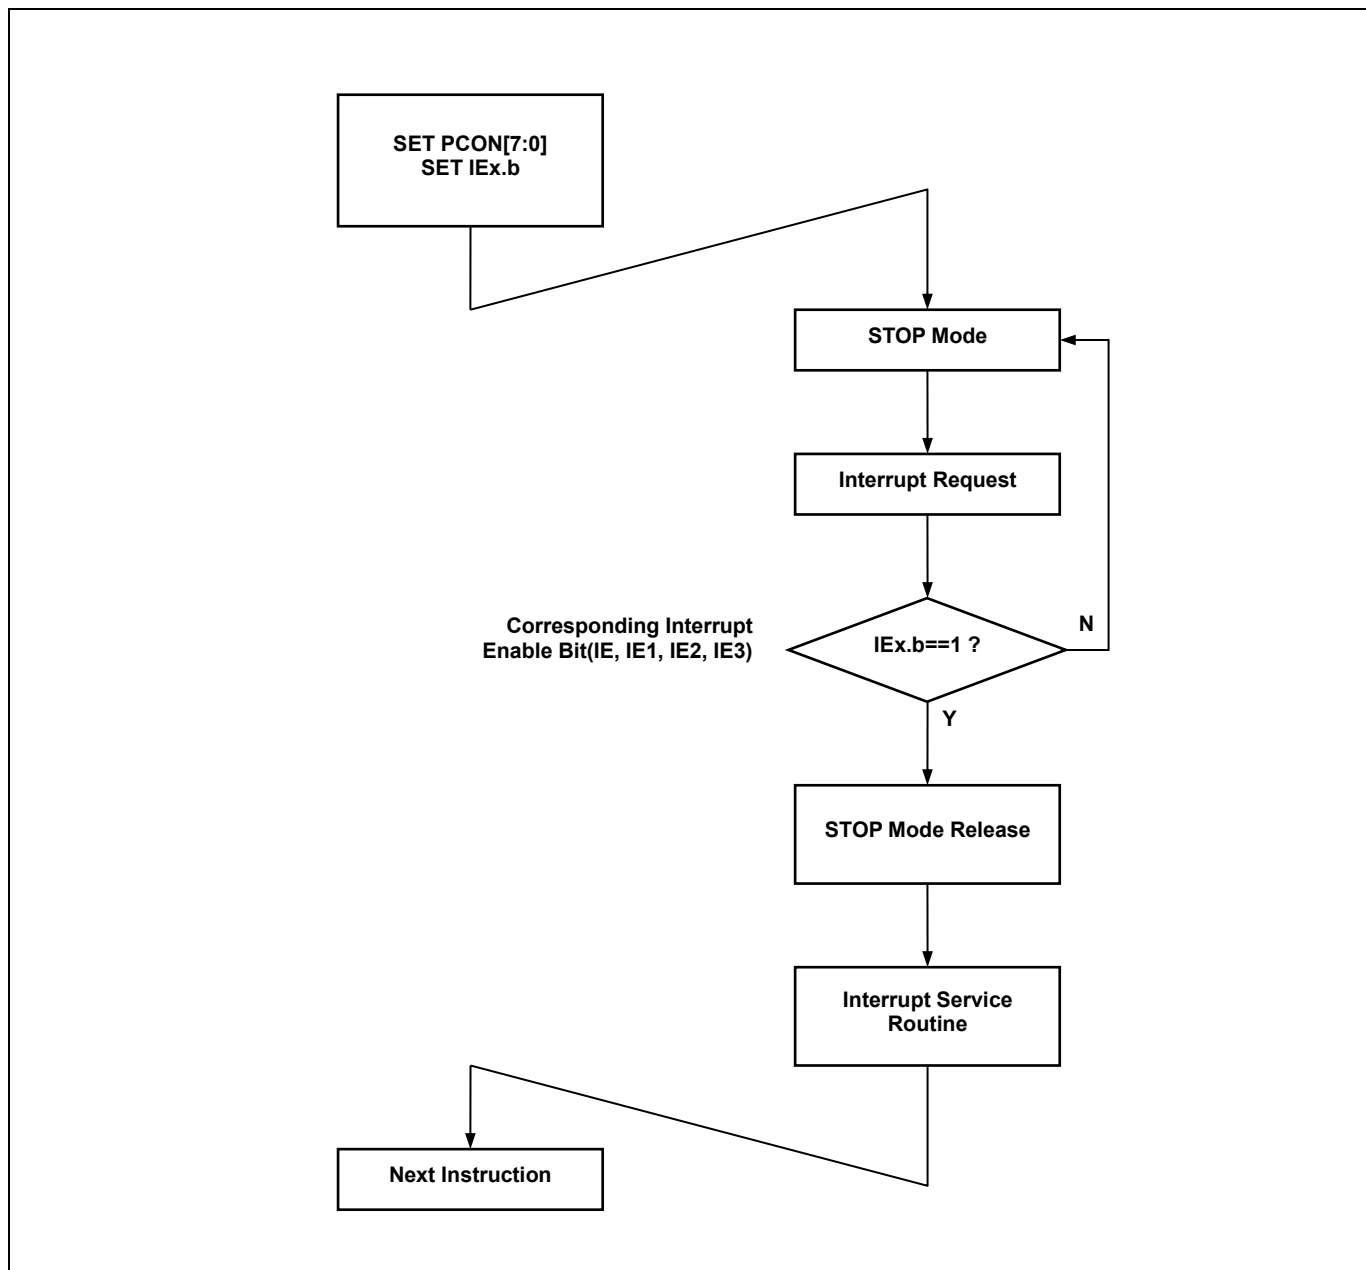 SET PCON[7:0]
SET IEx.b
STOP Mode
Interrupt Request
Corresponding Interrupt
Enable Bit(IE, IE1, IE2, IE3)
IEx.b==1 ?
N
Y
STOP Mode Release
Interrupt Service
Routine
Next Instruction